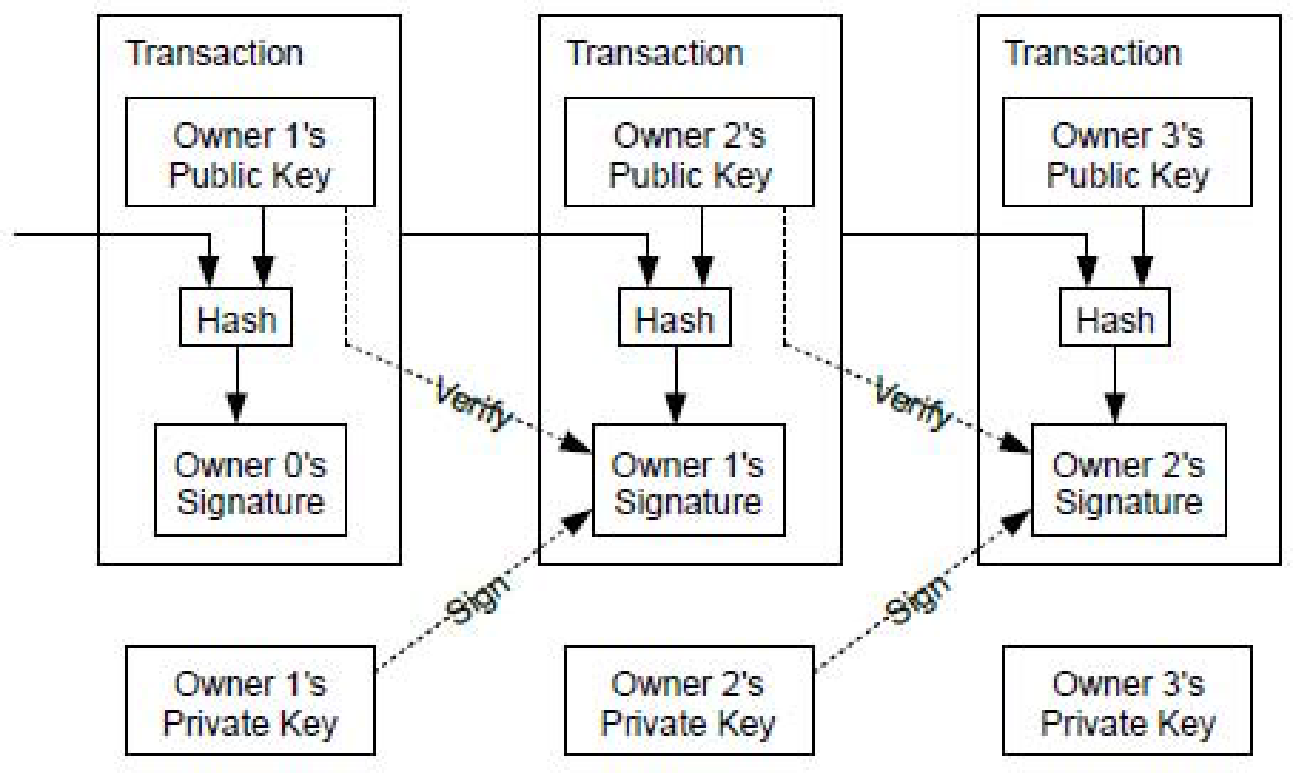 Transaction
Owner 1's
Public Key
Hash
Owner 0's
Signature
Transaction
Owner 2's
Public Key
Hash
Verify
Owner 1's
Signature
Transaction
Owner 3's
Public Key
Hash
Verify
Owner 2's
Signature
Sign
Sign
Owner 1's
Private Key
Owner 2's
Private Key
Owner 3's
Private Key